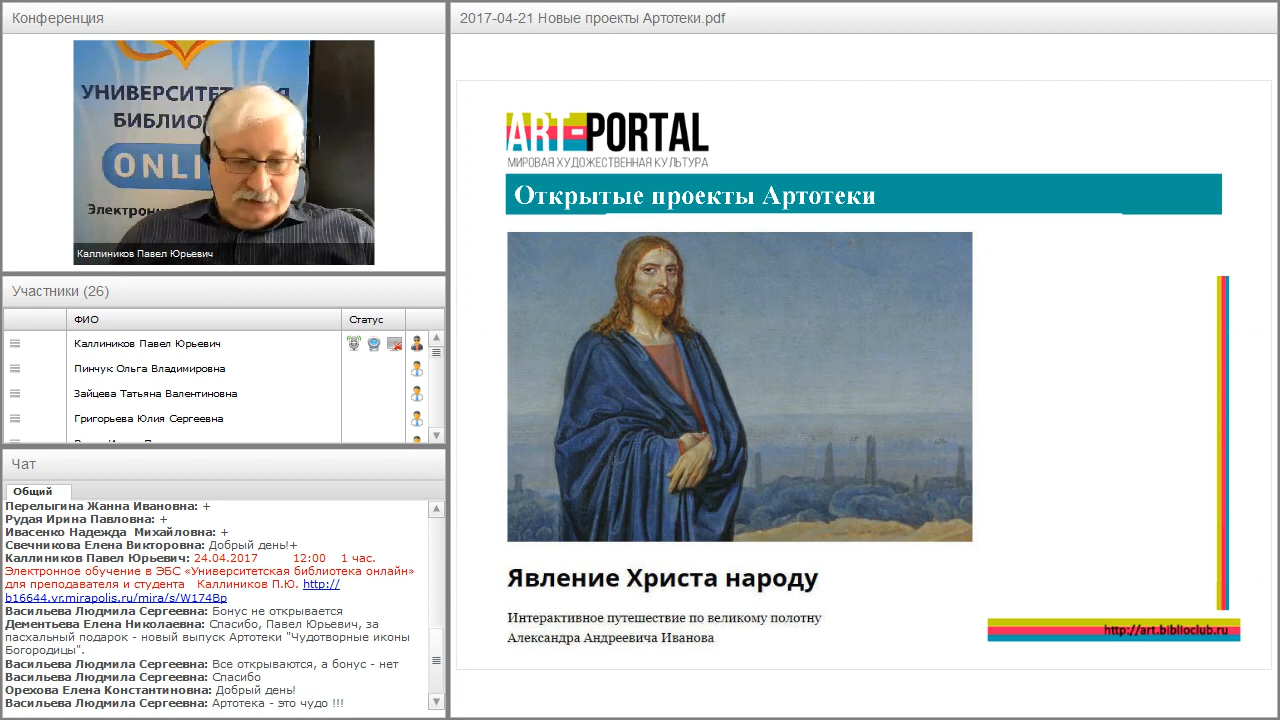 Конференция
УНИВЕРСИТЕТ АЯ
БИБЛИО
ONLI
Электронн
Каллиников Павел Юрьевич
Участники (26)
ФИО
Статус
Каллиников Павел Юрьевич
Пинчук Ольга Владимировна
Зайцева Татьяна Валентиновна
Григорьева Юлия Сергеевна
Чат
Общий
Перелыгина Жанна Ивановна: +
Рудая Ирина Павловна: +
Ивасенко Надежда Михайловна: +
Свечникова Елена Викторовна: Добрый день!+
Каллиников Павел Юрьевич: 24.04.2017 12:00 1 час.
Электронное обучение в ЭБС «Университетская библиотека онлайн»
для преподавателя и студента Каллиников П.Ю. http://
b16644.vr.mirapolis.ru/mira/s/W174Bp
Васильева Людмила Сергеевна: Бонус не открывается
Дементьева Елена Николаевна: Спасибо, Павел Юрьевич, за
пасхальный подарок - новый выпуск Артотеки "Чудотворные иконы
Богородицы".
Васильева Людмила Сергеевна: Все открываются, а бонус - нет
Васильева Людмила Сергеевна: Спасибо
Орехова Елена Константиновна: Добрый день!
Васильева Людмила Сергеевна: Артотека - это чудо !!!
2017-04-21 Новые проекты Артотеки.pdf
ART-PORTAL
МИРОВАЯ ХУДОЖЕСТВЕННАЯ КУЛЬТУРА
Открытые проекты Артотеки
Явление Христа народу
Интерактивное путешествие по великому полотну
Александра Андреевича Иванова
http://art.biblioclub.ru